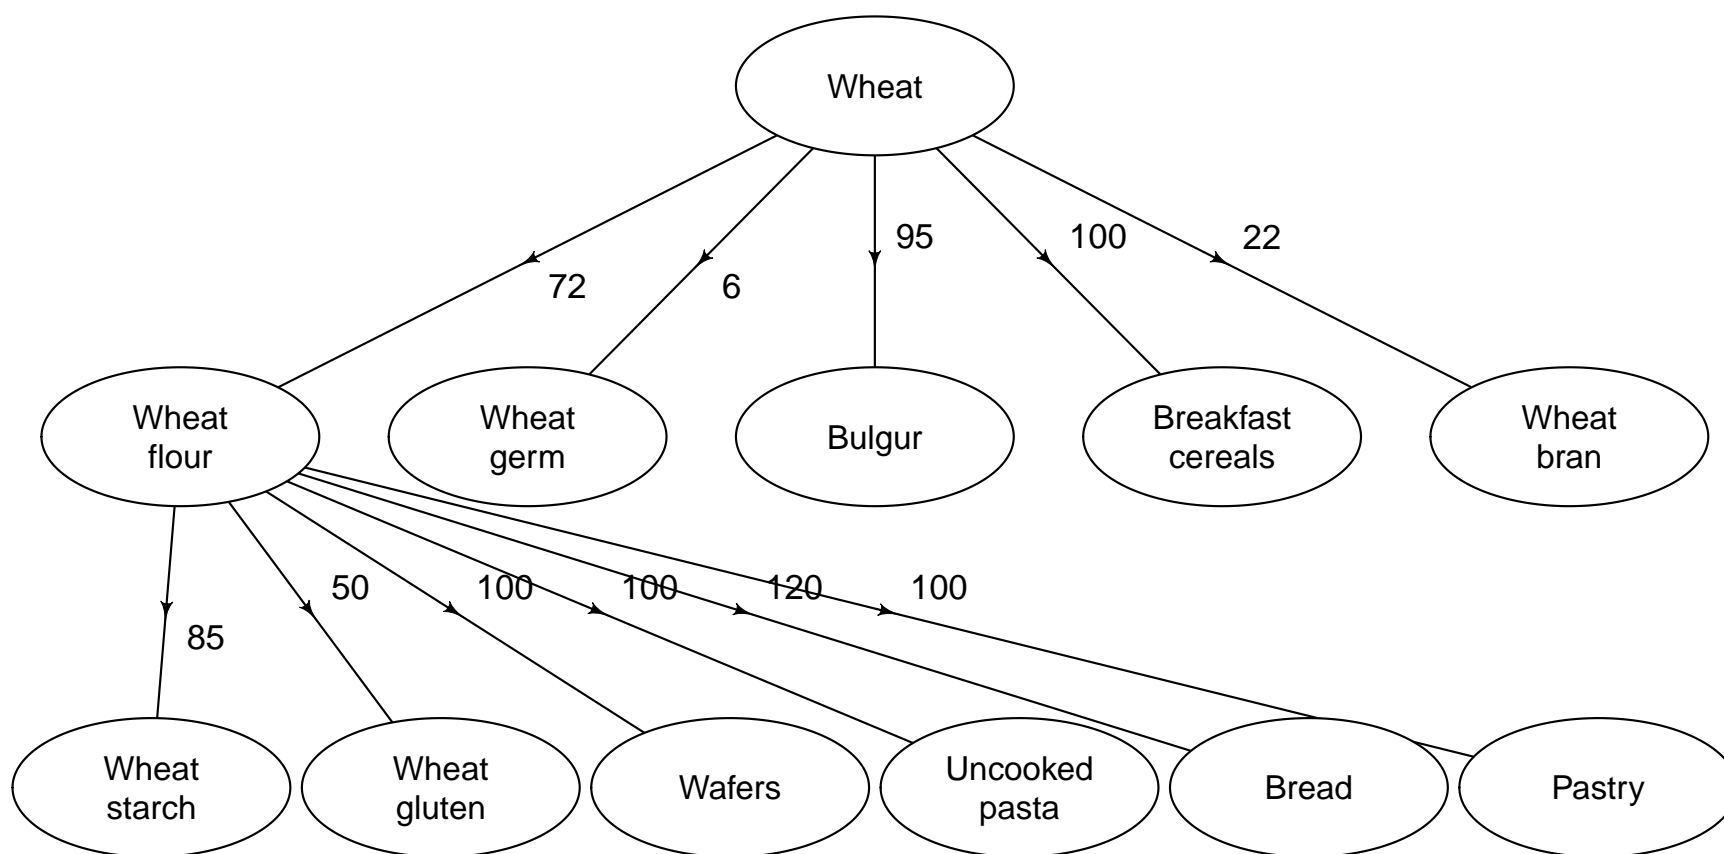 Wheat
95
100
22
72
6
Wheat
flour
Wheat
germ
Bulgur
Breakfast
cereals
Wheat
bran
50
100
100
120
100
85
Wheat
starch
Wheat
gluten
Wafers
Uncooked
pasta
Bread
Pastry